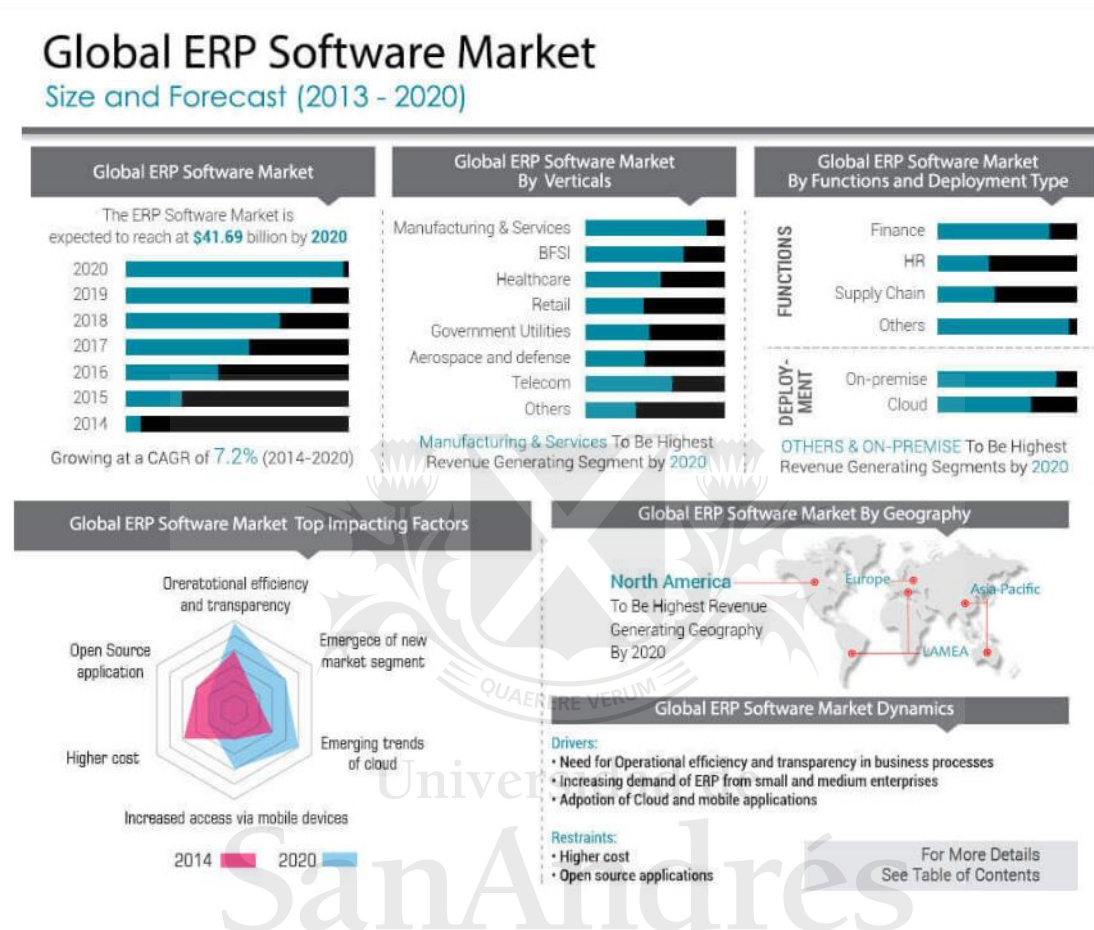 Global ERP Software Market
Size and Forecast (2013 - 2020)
Global ERP Software Market
The ERP Software Market is
expected to reach at $41.69 billion by 2020
2020
2019
2018
2017
2016
2015
2014
Growing at a CAGR of 7.2% (2014-2020)
Global ERP Software Market
By Verticals
Manufacturing & Services
BFSI
Healthcare
Retail
Government Utilities
Aerospace and defense
Telecom
Others
Manufacturing & Services To Be Highest
Revenue Generating Segment by 2020
Global ERP Software Market
By Functions and Deployment Type
FUNCTIONS
Finance
HR
Supply Chain
Others
DEPLOY-
MENT
On-premise
Cloud
OTHERS & ON-PREMISE To Be Highest
Revenue Generating Segments by 2020
Global ERP Software Market Top Impacting Factors
Oreratotional efficiency
and transparency
Emergece of new
market segment
Open Source
application
Higher cost
Emerging trends
of cloud
Increased access via mobile devices
2014
2020
Global ERP Software Market By Geography
North America
To Be Highest Revenue
Generating Geography
By 2020
Europe
Asia-Pacific
LAMEA
Global ERP Software Market Dynamics
Drivers:
• Need for Operational efficiency and transparency in business processes
• Increasing demand of ERP from small and medium enterprises
• Adpotion of Cloud and mobile applications
Restraints:
• Higher cost
• Open source applications
For More Details
See Table of Contents
QUAERERE VERUM
Universidad de
SanAndrés